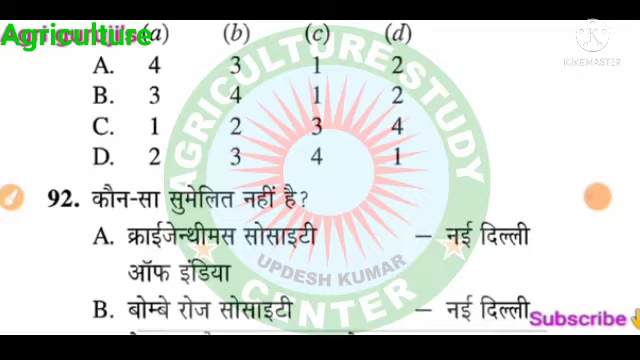 Agriculture (a) (b) (c) (d)
KINEMASTER
A. 4 3 1 2
B. 3 4 1 2
C. 1 2 3 4
D. 2 3 4 1
AGRICULTURE STUDY
92. कौन-सा सुमेलित नहीं है?
A. क्राईजेन्थीमस सोसाइटी – नई दिल्ली
ऑफ इंडिया
UPDESH KUMAR
CENTER
B. बोम्बे रोज सोसाइटी – नई दिल्ली
Subscribe